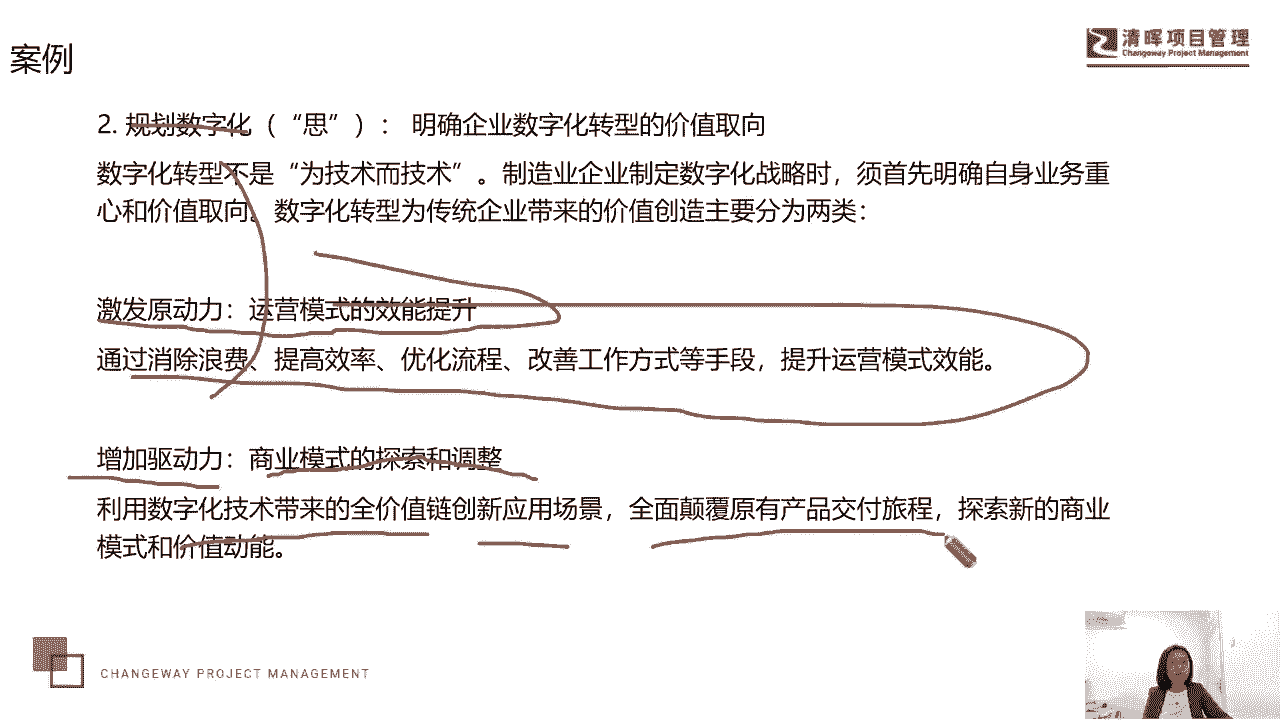 清晖项目管理
Changeway Project Management
案例
2. 规划数字化（“思”）： 明确企业数字化转型的价值取向
数字化转型不是“为技术而技术”。制造业企业制定数字化战略时，须首先明确自身业务重
心和价值取向。数字化转型为传统企业带来的价值创造主要分为两类：
激发原动力：运营模式的效能提升
通过消除浪费、提高效率、优化流程、改善工作方式等手段，提升运营模式效能。
增加驱动力：商业模式的探索和调整
利用数字化技术带来的全价值链创新应用场景，全面颠覆原有产品交付旅程，探索新的商业
模式和价值动能。
CHANGEWAY PROJECT MANAGEMENT